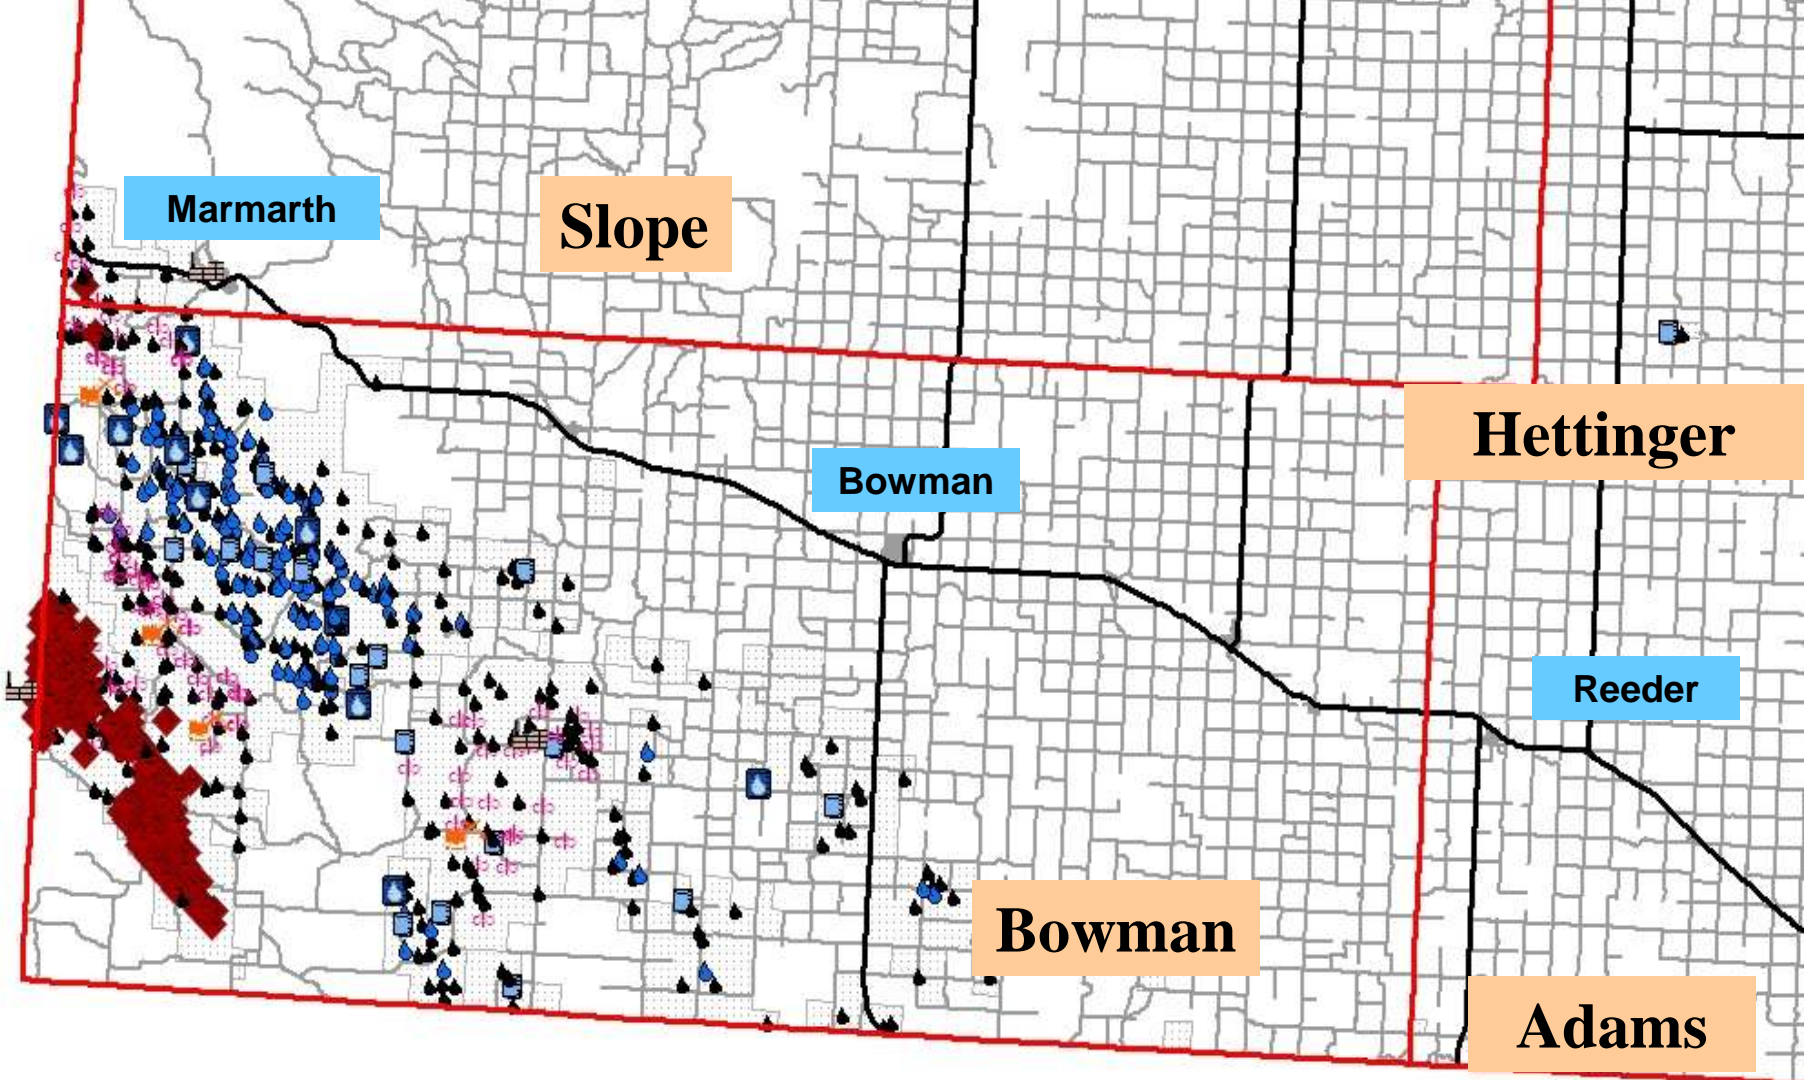 Marmarth
Slope
Hettinger
Bowman
Reeder
Bowman
Adams